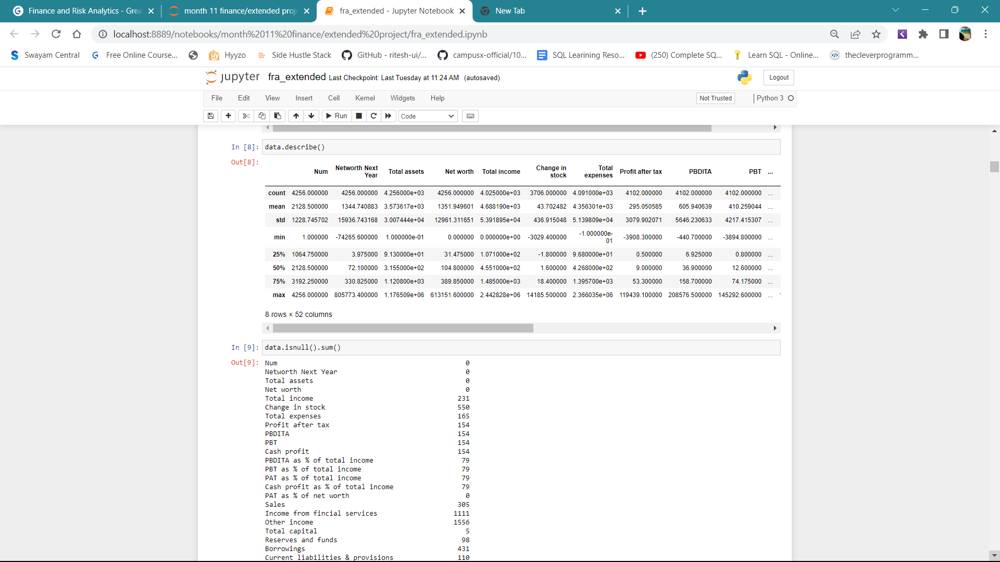 Finance and Risk Analytics - Grea
month 11 finance/extended proje
fra_extended - Jupyter Notebook
New Tab
localhost:8889/notebooks/month%2011%20finance/extended%20project/fra_extended.ipynb
Swayam Central
Free Online Course...
Hyyzo
Side Hustle Stack
GitHub - ritesh-ui/...
campusx-official/10...
SQL Learining Reso...
(250) Complete SQ...
Learn SQL - Online...
thecleverprogramm...
jupyter fra_extended Last Checkpoint: Last Tuesday at 11:24 AM (autosaved)
Logout
File Edit View Insert Cell Kernel Widgets Help
Not Trusted
Python 3
Run
Code
In [8]: data.describe()
Out[8]:
Num Networth Next Year Total assets Net worth Total income Change in stock Total expenses Profit after tax PBDITA PBT ...
count 4256.000000 4256.000000 4.256000e+03 4256.000000 4.025000e+03 3706.000000 4.091000e+03 4102.000000 4102.000000 4102.000000 ...
mean 2128.500000 1344.740883 3.573617e+03 1351.949601 4.688190e+03 43.702482 4.356301e+03 295.050585 605.940639 410.259044 ...
std 1228.745702 15936.743168 3.007444e+04 12961.311651 5.391895e+04 436.915048 5.139809e+04 3079.902071 5646.230633 4217.415307 ...
min 1.000000 -74265.600000 1.000000e-01 0.000000 0.000000e+00 -3029.400000 -1.000000e-01 -3908.300000 -440.700000 -3894.800000 ...
25% 1064.750000 3.975000 9.130000e+01 31.475000 1.071000e+02 -1.800000 9.680000e+01 0.500000 6.925000 0.800000 ...
50% 2128.500000 72.100000 3.155000e+02 104.800000 4.551000e+02 1.600000 4.268000e+02 9.000000 36.900000 12.600000 ...
75% 3192.250000 330.825000 1.120800e+03 389.850000 1.485000e+03 18.400000 1.395700e+03 53.300000 158.700000 74.175000 ...
max 4256.000000 805773.400000 1.176509e+06 613151.600000 2.442828e+06 14185.500000 2.366035e+06 119439.100000 208576.500000 145292.600000 ...
8 rows × 52 columns
In [9]: data.isnull().sum()
Out[9]: Num 0
Networth Next Year 0
Total assets 0
Net worth 0
Total income 231
Change in stock 550
Total expenses 165
Profit after tax 154
PBDITA 154
PBT 154
Cash profit 154
PBDITA as % of total income 79
PBT as % of total income 79
PAT as % of total income 79
Cash profit as % of total income 79
PAT as % of net worth 0
Sales 305
Income from fincial services 1111
Other income 1556
Total capital 5
Reserves and funds 98
Borrowings 431
Current liabilities & provisions 110